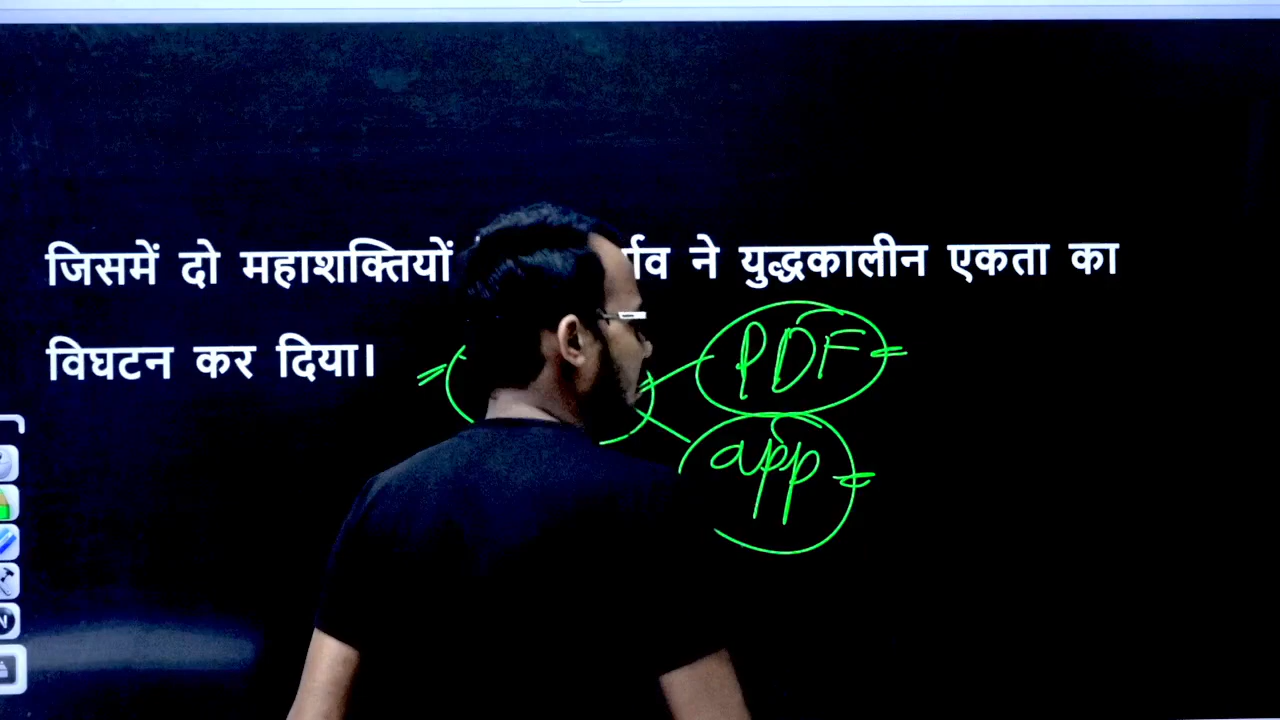 जिसमें दो महाशक्तियों ने युद्धकालीन एकता का
विघटन कर दिया।
PDF
app